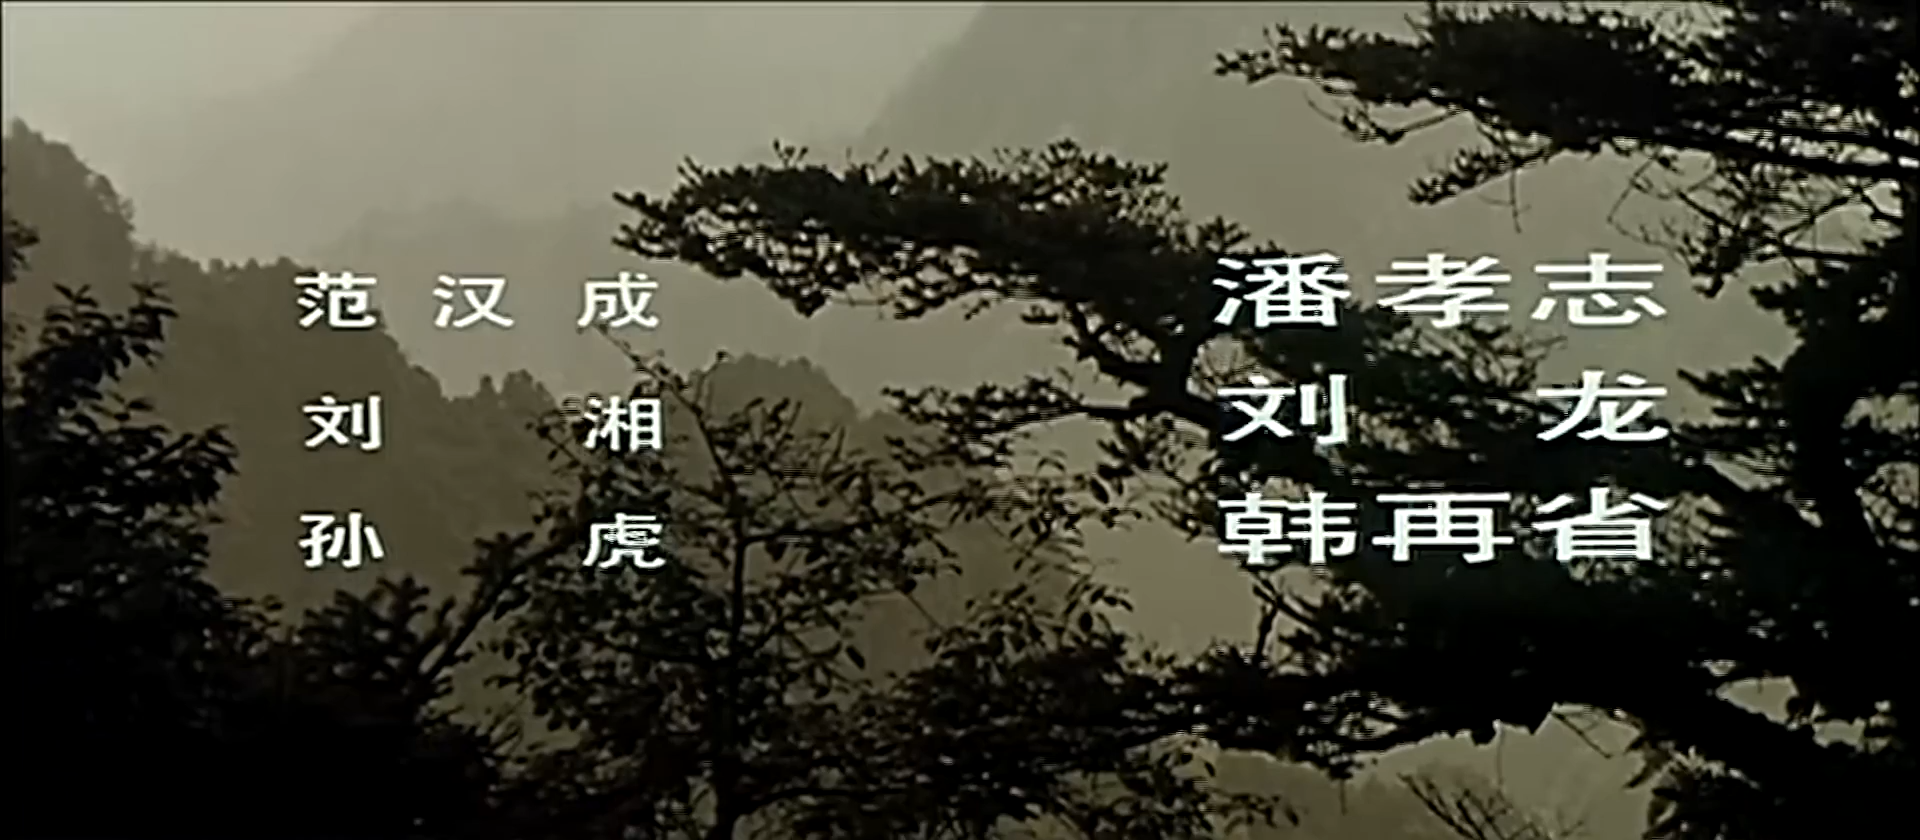 范汉成 潘孝志
刘湘 刘龙
孙虎 韩再省